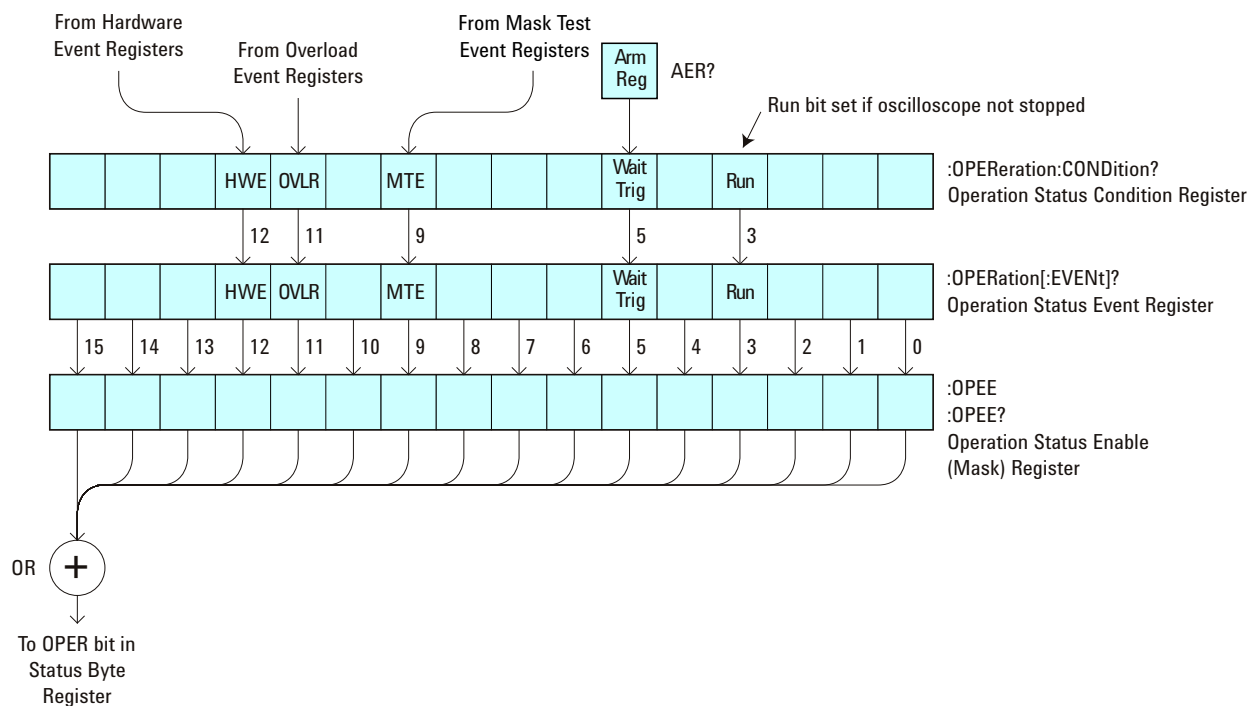 From Hardware
Event Registers
From Overload
Event Registers
From Mask Test
Event Registers
Arm
Reg
AER?
Run bit set if oscilloscope not stopped
HWE
OVLR
MTE
Wait
Trig
Run
:OPEReration:CONDition?
Operation Status Condition Register
12
11
9
5
3
HWE
OVLR
MTE
Wait
Trig
Run
:OPERation[:EVENt]?
Operation Status Event Register
15
14
13
12
11
10
9
8
7
6
5
4
3
2
1
0
:OPEE
:OPEE?
Operation Status Enable
(Mask) Register
OR
+
To OPER bit in
Status Byte
Register